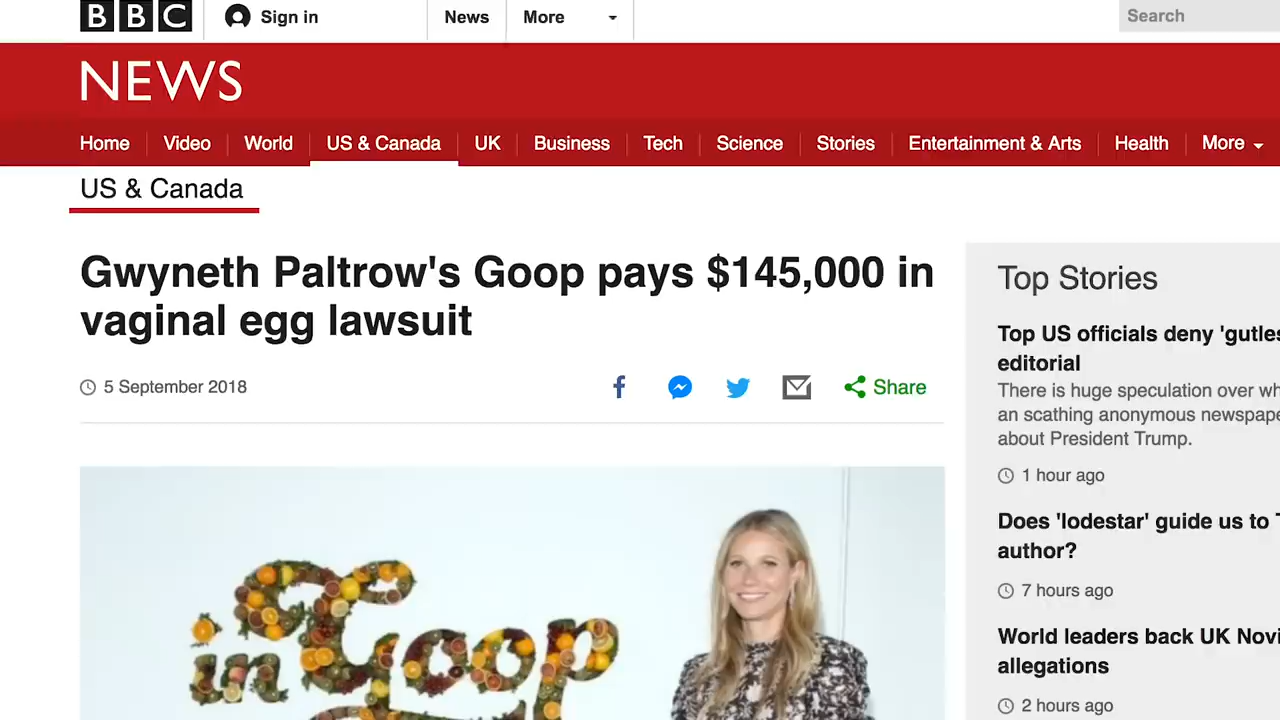 BBC Sign in News More Search
NEWS
Home Video World US & Canada UK Business Tech Science Stories Entertainment & Arts Health More
US & Canada
Gwyneth Paltrow's Goop pays $145,000 in
vaginal egg lawsuit
5 September 2018 Share
in
Goop
Top Stories
Top US officials deny 'gutles
editorial
There is huge speculation over wh
an scathing anonymous newspape
about President Trump.
1 hour ago
Does 'lodestar' guide us to T
author?
7 hours ago
World leaders back UK Novi
allegations
2 hours ago